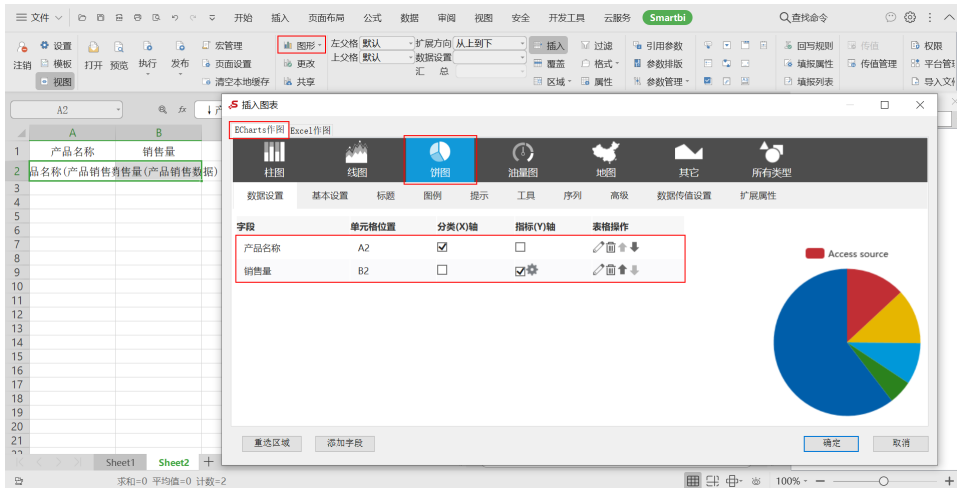 文件 开始 插入 页面布局 公式 数据 审阅 视图 安全 开发工具 云服务 Smartbi 查找命令
注销 设置 模板 视图 打开 预览 执行 发布 宏管理 页面设置 清空本地缓存 图形 更改 共享 左父格 默认 上父格 默认 扩展方向 从上到下 数据设置 汇 总 插入 覆盖 区域 过滤 格式 属性 引用参数 参数排版 参数管理 回写规则 填报属性 填报列表 传值 传值管理 权限 平台管 导入文
A2 fx
A B
1 产品名称 销售量
2 品名称(产品销售 售量(产品销售数据)
3
4
5
6
7
8
9
10
11
12
13
14
15
16
17
18
19
20
21
插入图表
ECharts作图 Excel作图
柱图 线图 饼图 油量图 地图 其它 所有类型
数据设置 基本设置 标题 图例 提示 工具 序列 高级 数据传值设置 扩展属性
字段 单元格位置 分类(X)轴 指标(Y)轴 表格操作
产品名称 A2
销售量 B2
Access source
重选区域 添加字段 确定 取消
Sheet1 Sheet2 +
求和=0 平均值=0 计数=2 100%